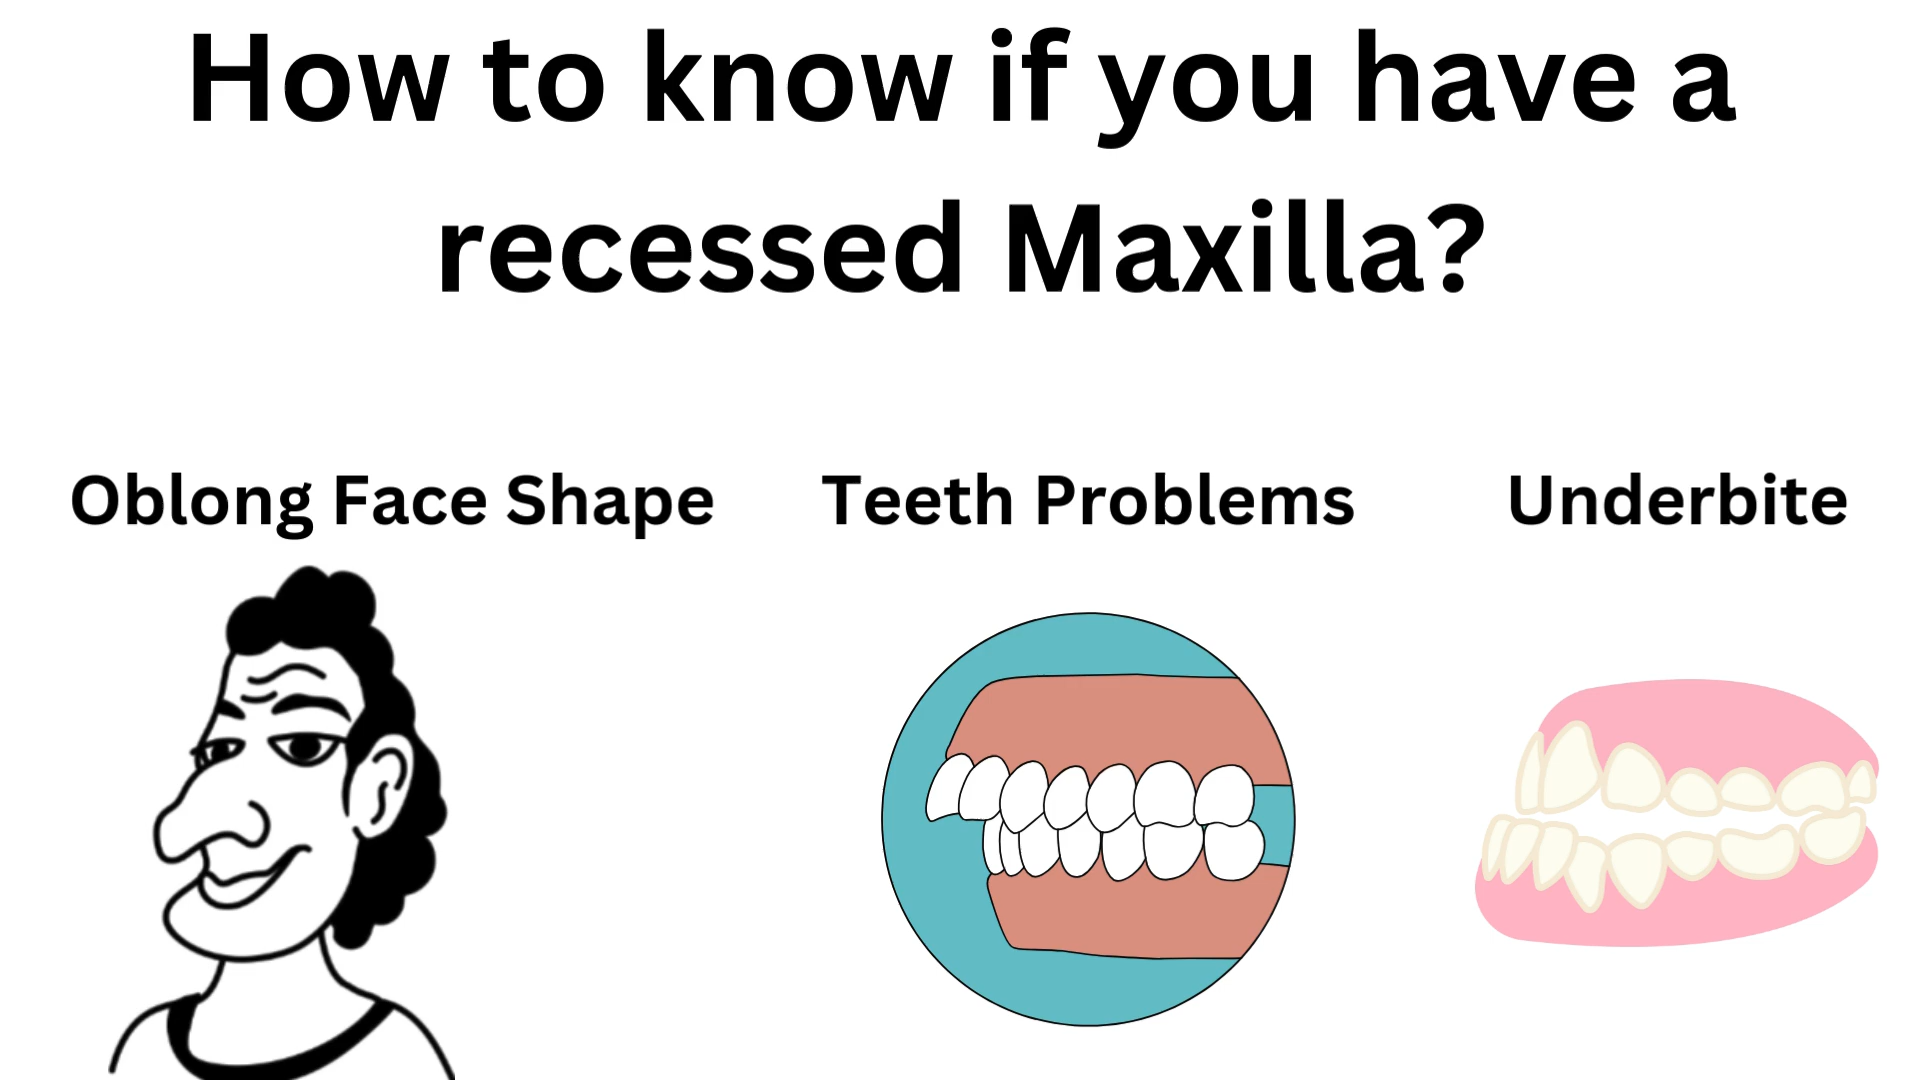 How to know if you have a
recessed Maxilla?
Oblong Face Shape
Teeth Problems
Underbite